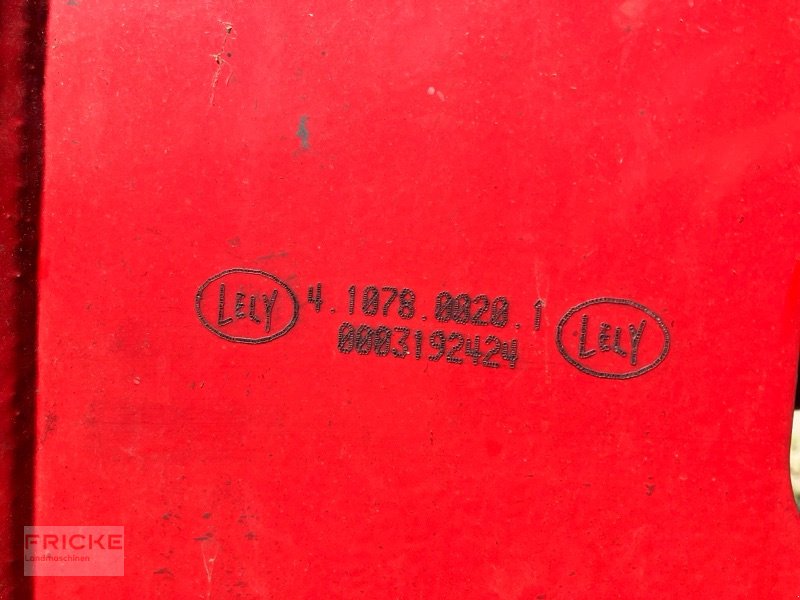 LELY 4.1078.0020.1 LELY
0003192424
FRICKE
Landmaschinen